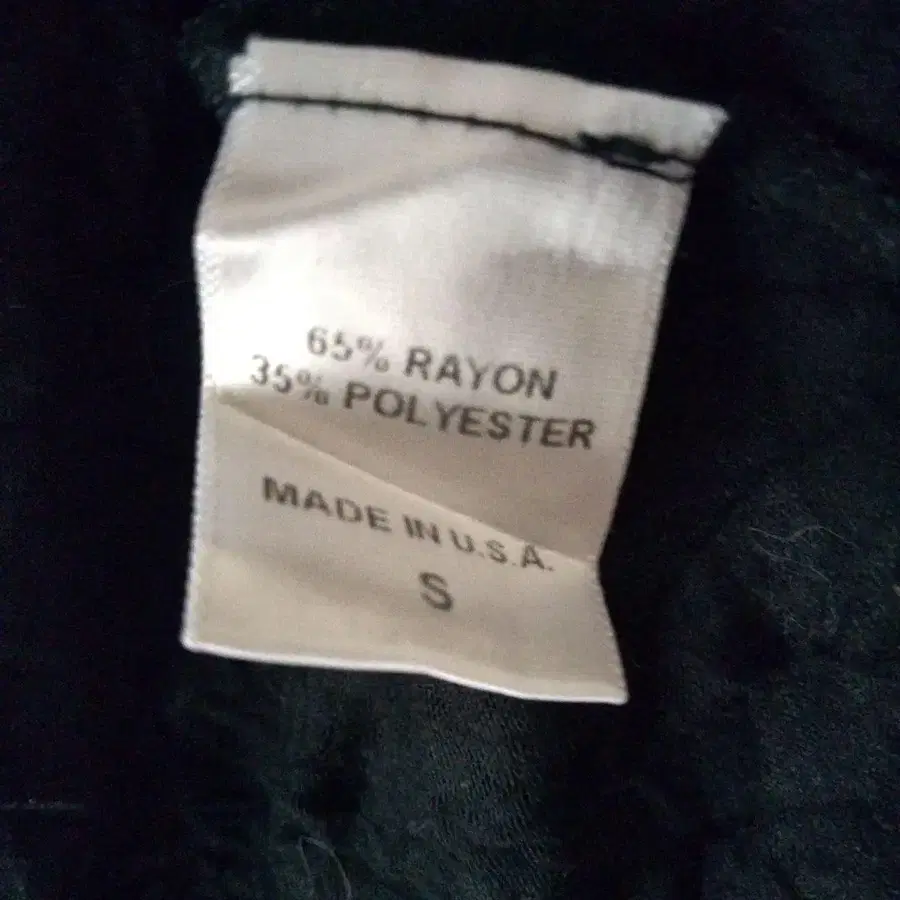 65% RAYON
35% POLYESTER
MADE IN U.S.A.
S